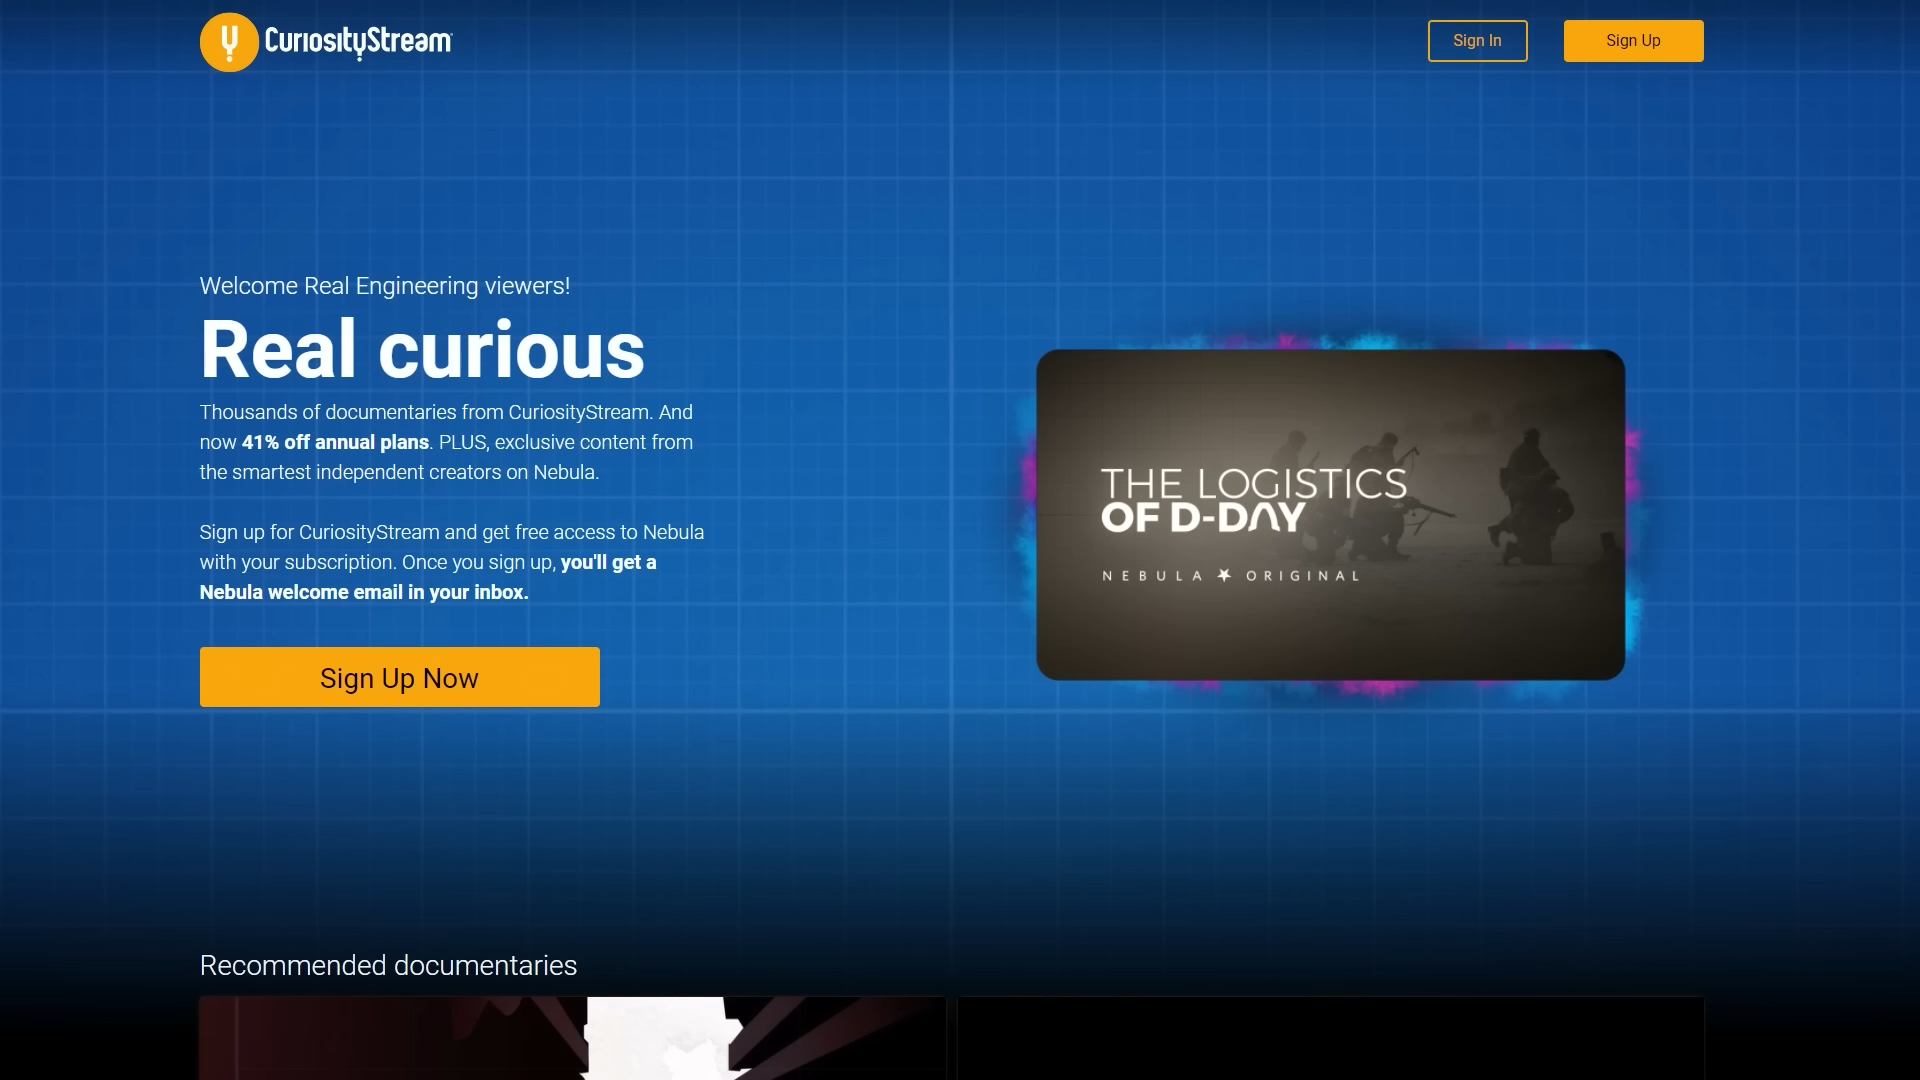 CuriosityStream
Sign In
Sign Up
Welcome Real Engineering viewers!
Real curious
Thousands of documentaries from CuriosityStream. And
now 41% off annual plans. PLUS, exclusive content from
the smartest independent creators on Nebula.
Sign up for CuriosityStream and get free access to Nebula
with your subscription. Once you sign up, you'll get a
Nebula welcome email in your inbox.
Sign Up Now
THE LOGISTICS
OF D-DAY
NEBULA ORIGINAL
Recommended documentaries